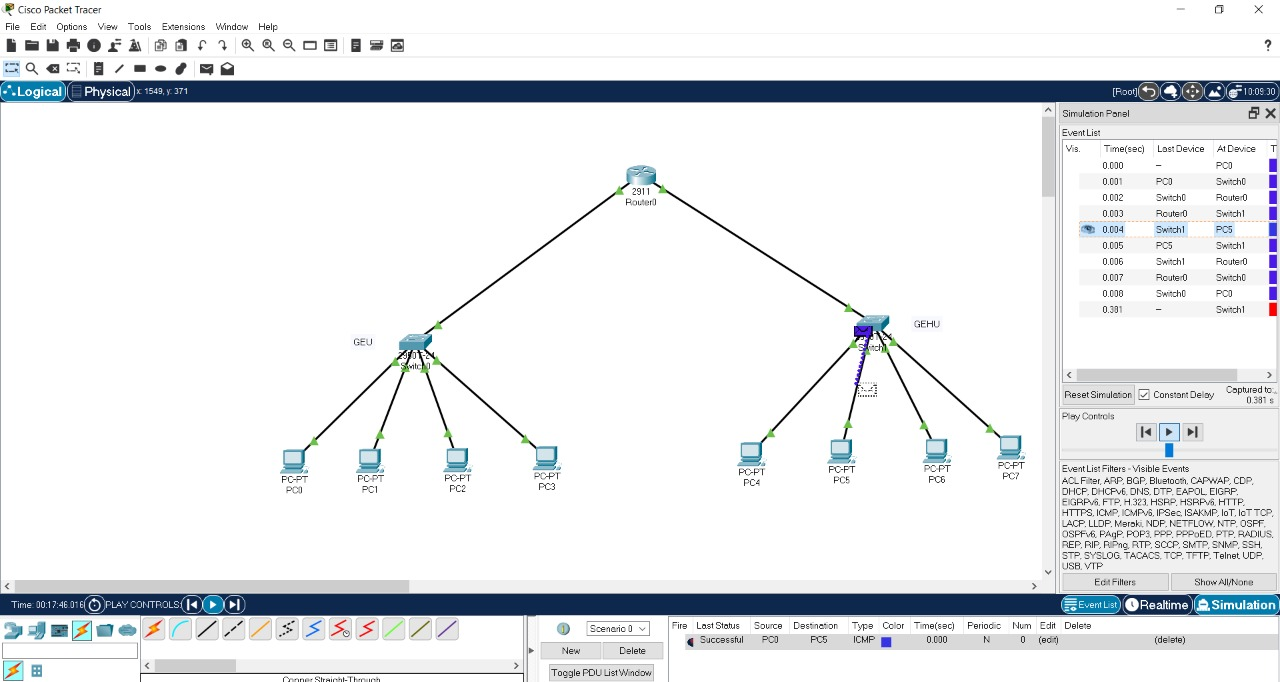 Cisco Packet Tracer
File Edit Options View Tools Extensions Window Help
?
Logical Physical x: 1549, y: 371 [Root] 10:09:30
Simulation Panel
Event List
Vis. Time(sec) Last Device At Device T
0.000 -- PC0
0.001 PC0 Switch0
0.002 Switch0 Router0
0.003 Router0 Switch1
0.004 Switch1 PC5
0.005 PC5 Switch1
0.006 Switch1 Router0
0.007 Router0 Switch0
0.008 Switch0 PC0
0.381 -- Switch1
Reset Simulation Constant Delay Captured to:
0.381 s
Play Controls
Event List Filters - Visible Events
ACL Filter, ARP, BGP, Bluetooth, CAPWAP, CDP,
DHCP, DHCPv6, DNS, DTP, EAPOL, EIGRP,
EIGRPv6, FTP, H.323, HSRP, HSRPv6, HTTP,
HTTPS, ICMP, ICMPv6, IPSec, ISAKMP, IoT, IoT TCP,
LACP, LLDP, Meraki, NDP, NETFLOW, NTP, OSPF,
OSPFv6, PAgP, POP3, PPP, PPPoED, PTP, RADIUS,
REP, RIP, RIPng, RTP, SCCP, SMTP, SNMP, SSH,
STP, SYSLOG, TACACS, TCP, TFTP, Telnet, UDP,
USB, VTP
Edit Filters Show All/None
2911
Router0
GEU
Switch0
GEHU
PC-PT
PC0
PC-PT
PC1
PC-PT
PC2
PC-PT
PC3
PC-PT
PC4
PC-PT
PC5
PC-PT
PC6
PC-PT
PC7
Time: 00:17:46.016 PLAY CONTROLS: Event List Realtime Simulation
Copper Straight-Through
Scenario 0
New Delete
Toggle PDU List Window
Fire Last Status Source Destination Type Color Time(sec) Periodic Num Edit Delete
Successful PC0 PC5 ICMP 0.000 N 0 (edit) (delete)